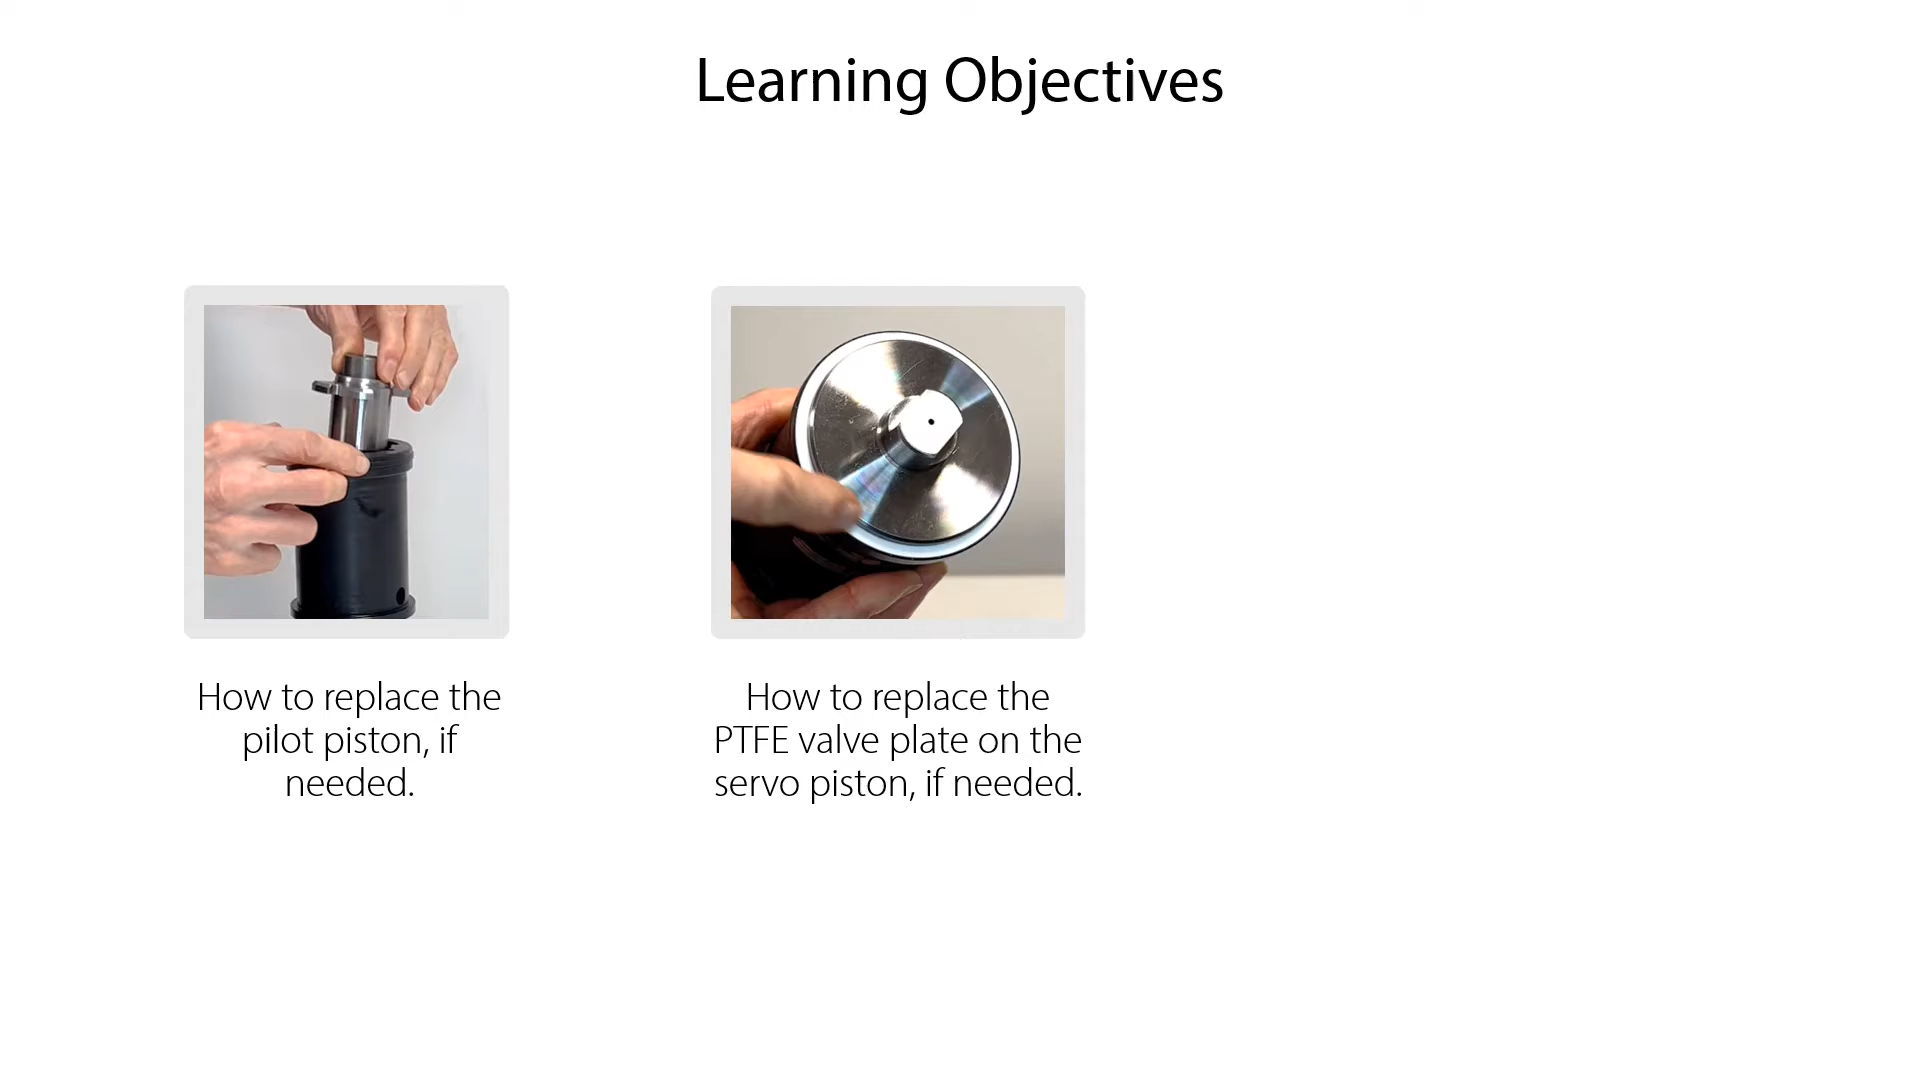 Learning Objectives
How to replace the
pilot piston, if
needed.
How to replace the
PTFE valve plate on the
servo piston, if needed.